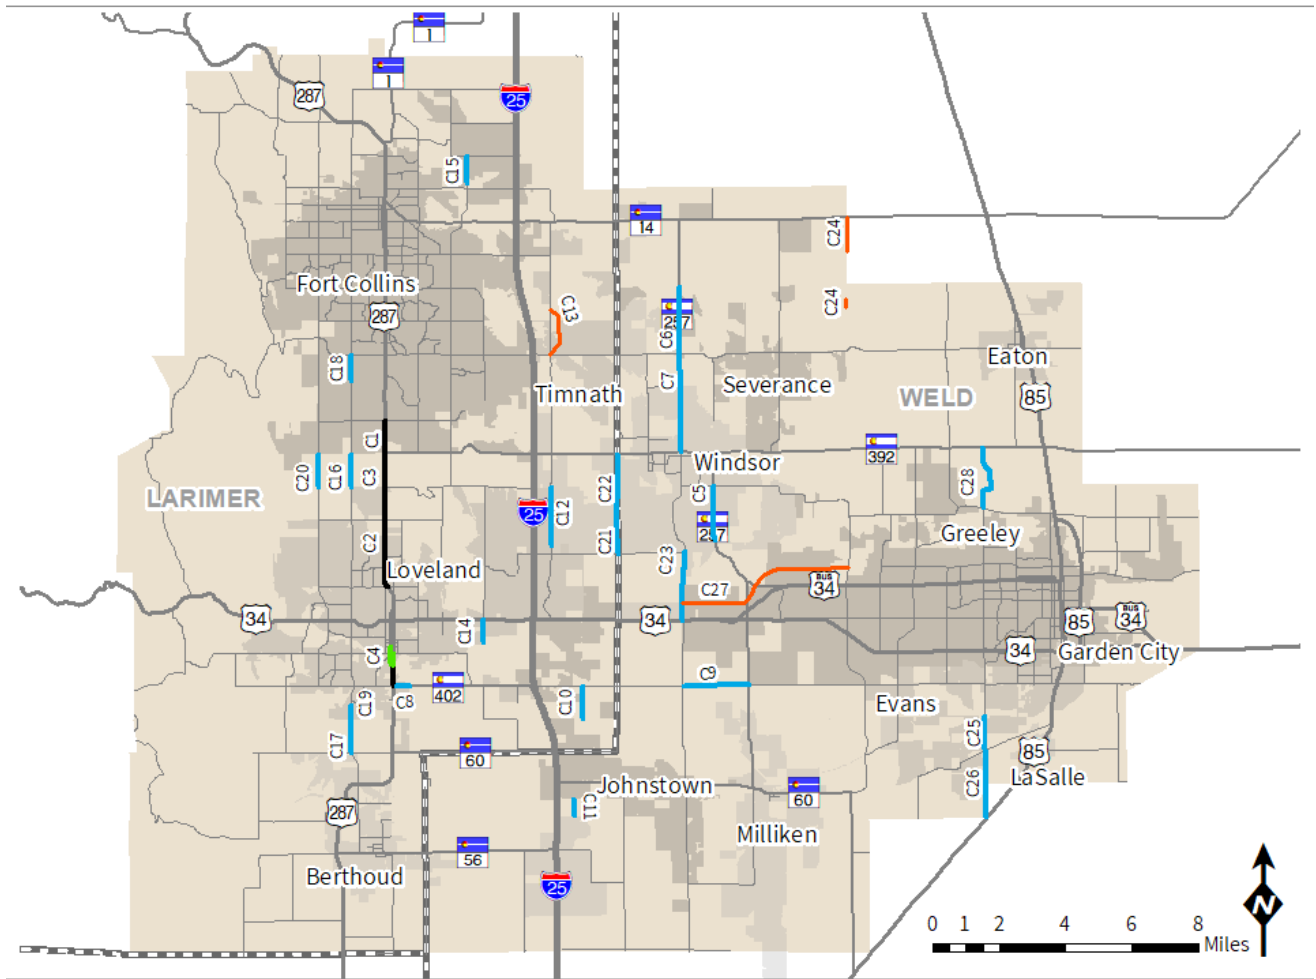 1
1
287
25
C15
14
C24
Fort Collins
C24
C13
287
257
C6
Eaton
C18
C7
Timnath
Severance
WELD
85
C1
392
Windsor
C20
C16
C3
C22
C5
C28
LARIMER
25
C12
257
C2
C21
Greeley
Loveland
C23
C27
BUS
34
34
C14
34
85
BUS
34
C4
34
Garden City
C9
C8
402
C19
C10
Evans
C17
C25
60
85
Johnstown
LaSalle
C26
60
287
C11
Milliken
56
Berthoud
25
N
0 1 2 4 6 8
Miles